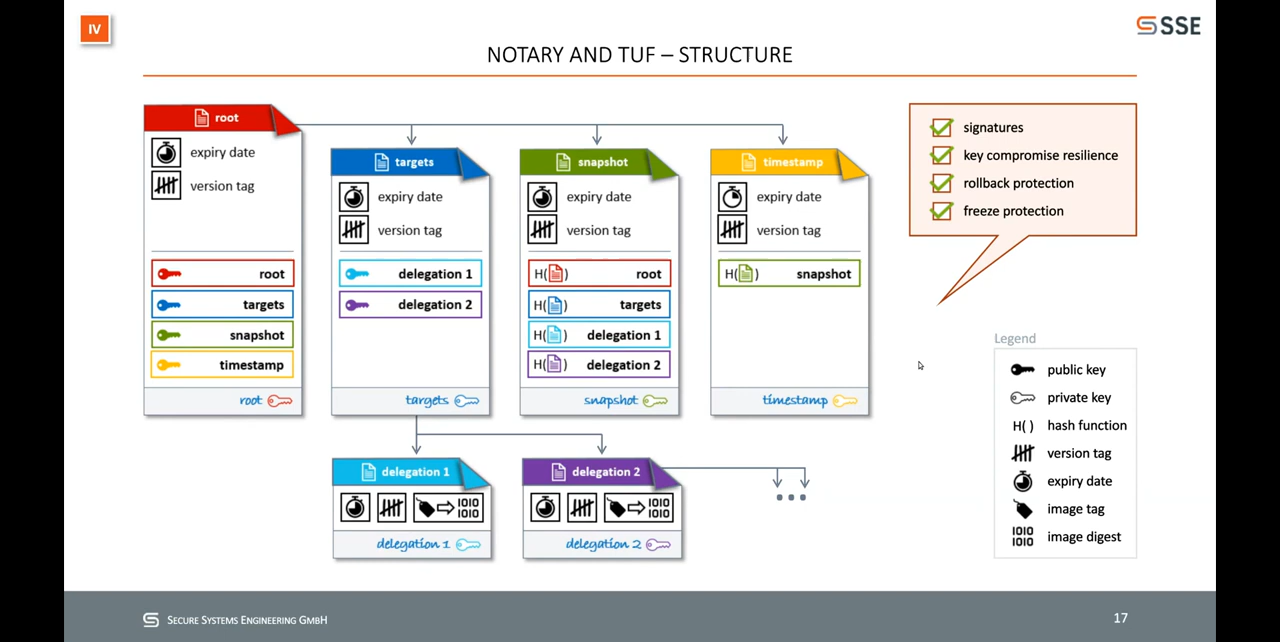 IV
SSE
NOTARY AND TUF – STRUCTURE
root
expiry date
version tag
root
targets
snapshot
timestamp
root
targets
expiry date
version tag
delegation 1
delegation 2
targets
snapshot
expiry date
version tag
H( ) root
H( ) targets
H( ) delegation 1
H( ) delegation 2
snapshot
timestamp
expiry date
version tag
H( ) snapshot
timestamp
signatures
key compromise resilience
rollback protection
freeze protection
delegation 1
1010
1010
delegation 1
delegation 2
1010
1010
delegation 2
Legend
public key
private key
H( ) hash function
version tag
expiry date
image tag
1010
1010
image digest
SECURE SYSTEMS ENGINEERING GMBH
17